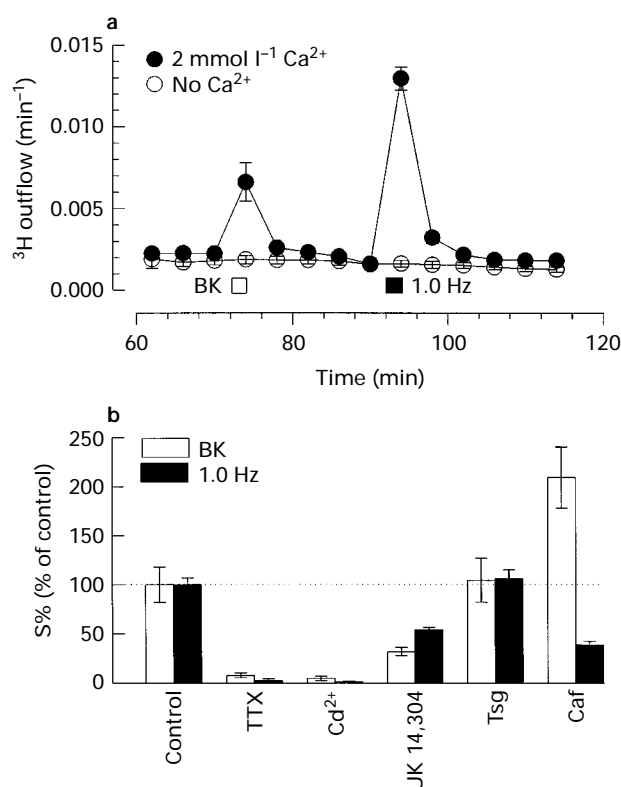 a
0.015
0.010
0.005
0.000
³H outflow (min⁻¹)
2 mmol l⁻¹ Ca²⁺
No Ca²⁺
BK
1.0 Hz
60 80 100 120
Time (min)
b
250
200
150
100
50
0
S% (% of control)
BK
1.0 Hz
Control
TTX
Cd²⁺
UK 14,304
Tsg
Caf